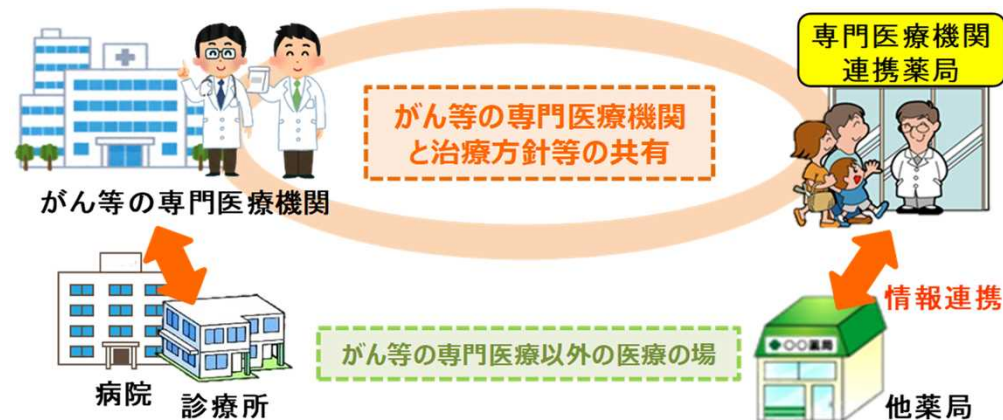 専門医療機関
連携薬局
がん等の専門医療機関
と治療方針等の共有
がん等の専門医療機関
情報連携
がん等の専門医療以外の医療の場
○○薬局
病院
診療所
他薬局